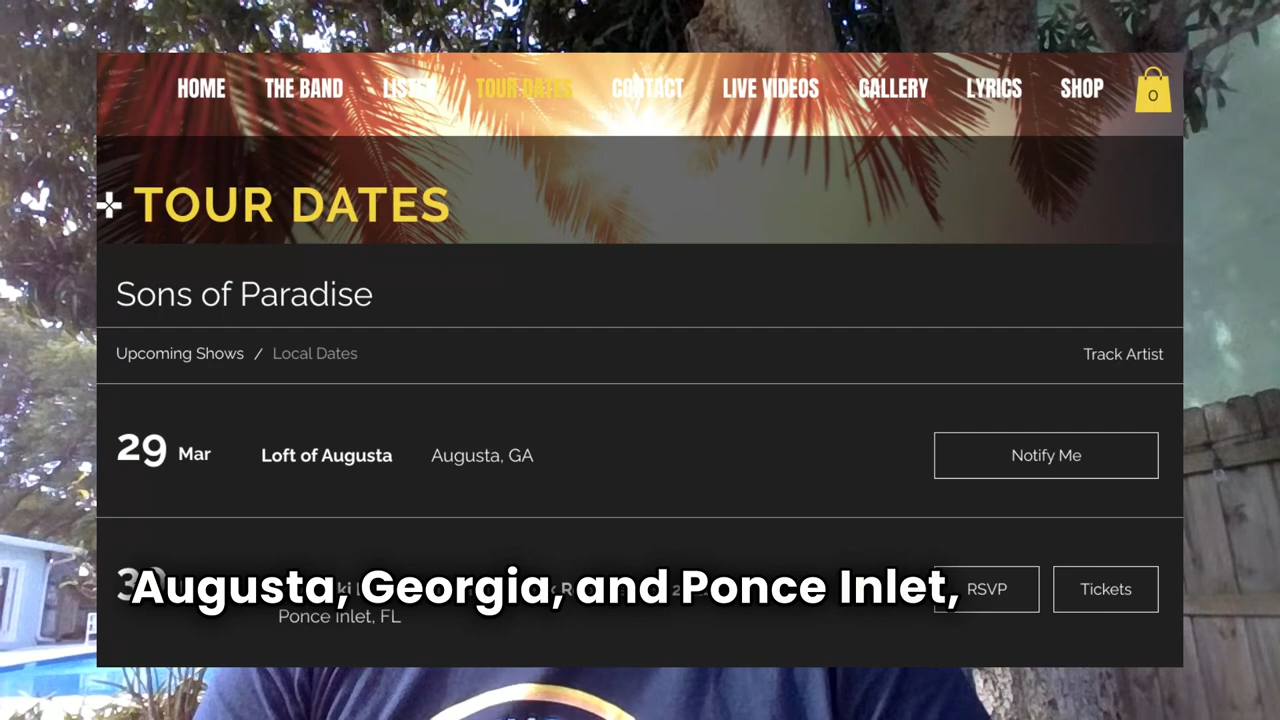 HOME THE BAND LISTEN TOUR DATES CONTACT LIVE VIDEOS GALLERY LYRICS SHOP 0
TOUR DATES
Sons of Paradise
Upcoming Shows / Local Dates Track Artist
29 Mar Loft of Augusta Augusta, GA Notify Me
Augusta, Georgia, and Ponce Inlet,
RSVP Tickets
Ponce inlet, FL